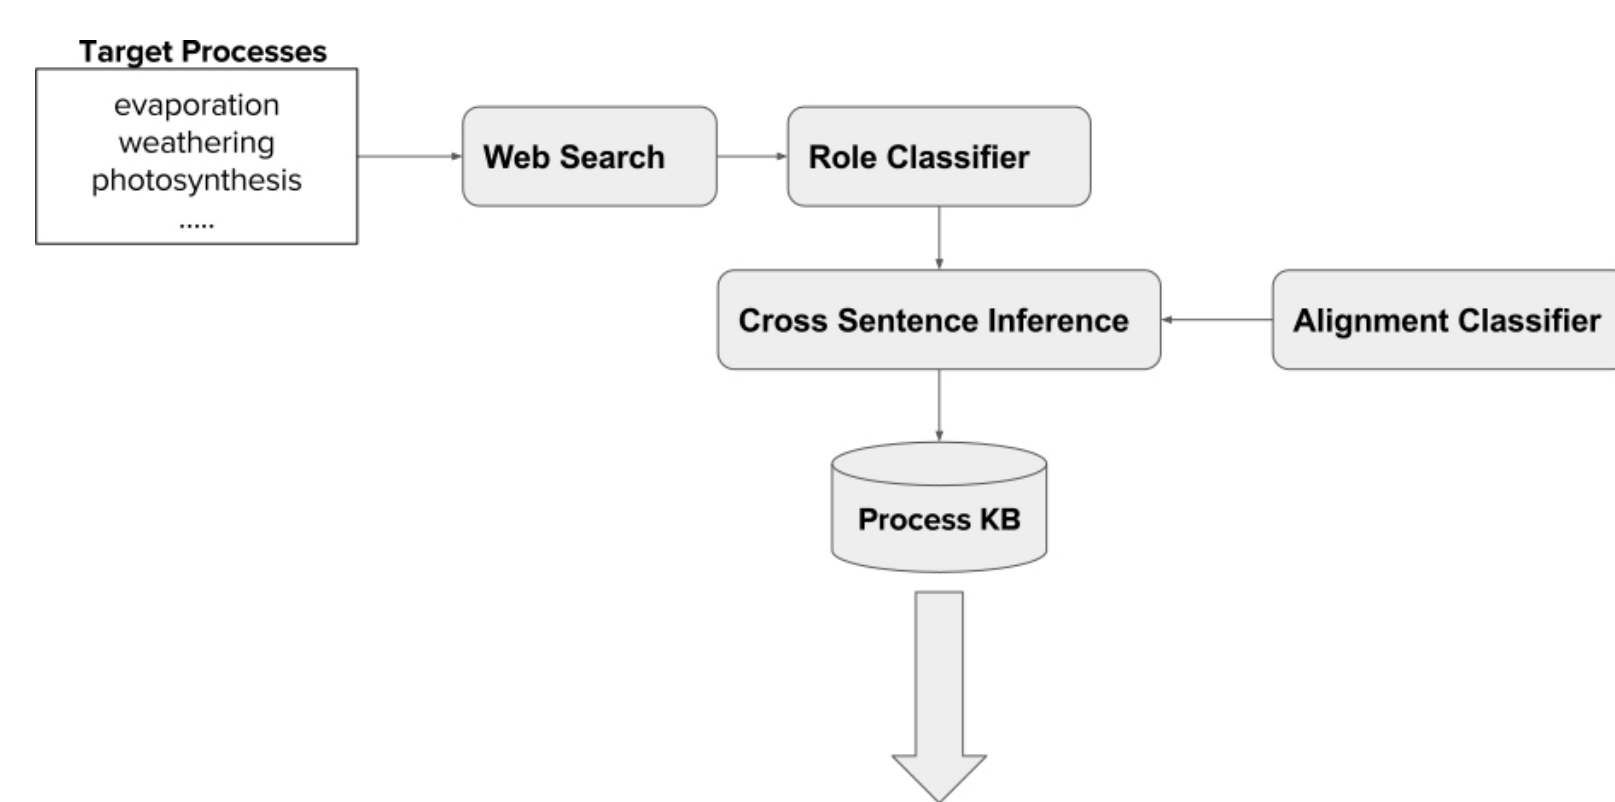 Target Processes
evaporation
weathering
photosynthesis
.....
Web Search
Role Classifier
Cross Sentence Inference
Alignment Classifier
Process KB